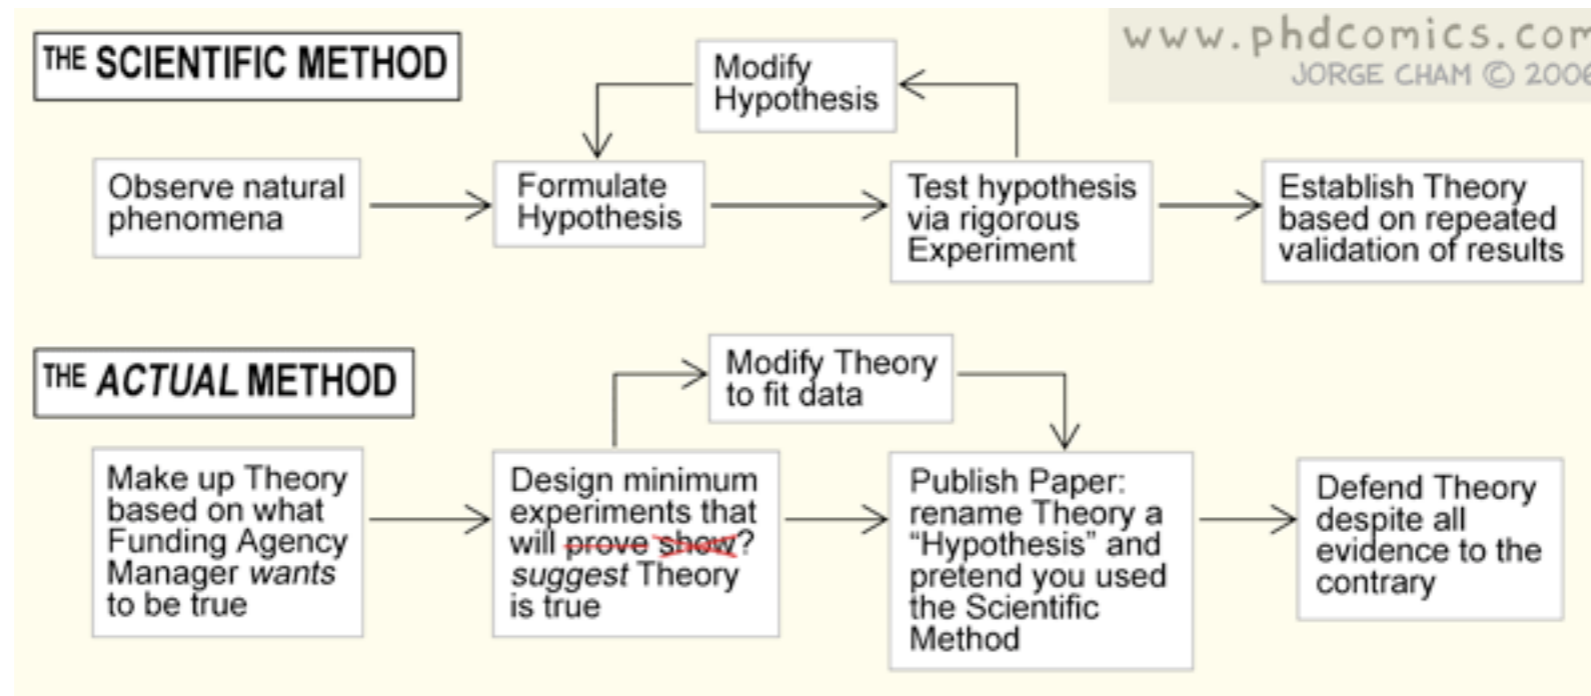 THE SCIENTIFIC METHOD
www.phdcomics.com
JORGE CHAM © 2006
Modify
Hypothesis
Observe natural
phenomena
Formulate
Hypothesis
Test hypothesis
via rigorous
Experiment
Establish Theory
based on repeated
validation of results
THE ACTUAL METHOD
Modify Theory
to fit data
Make up Theory
based on what
Funding Agency
Manager wants
to be true
Design minimum
experiments that
will prove show?
suggest Theory
is true
Publish Paper:
rename Theory a
“Hypothesis” and
pretend you used
the Scientific
Method
Defend Theory
despite all
evidence to the
contrary